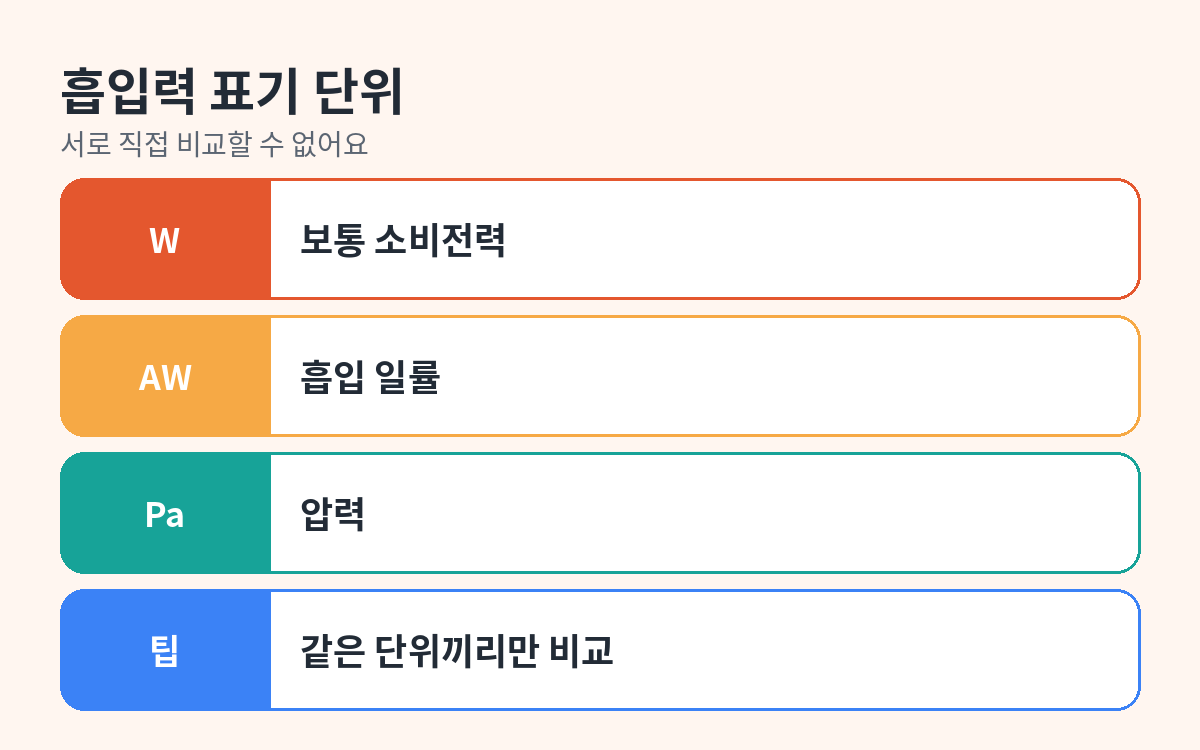 흡입력 표기 단위
서로 직접 비교할 수 없어요
W
보통 소비전력
AW
흡입 일률
Pa
압력
팁
같은 단위끼리만 비교